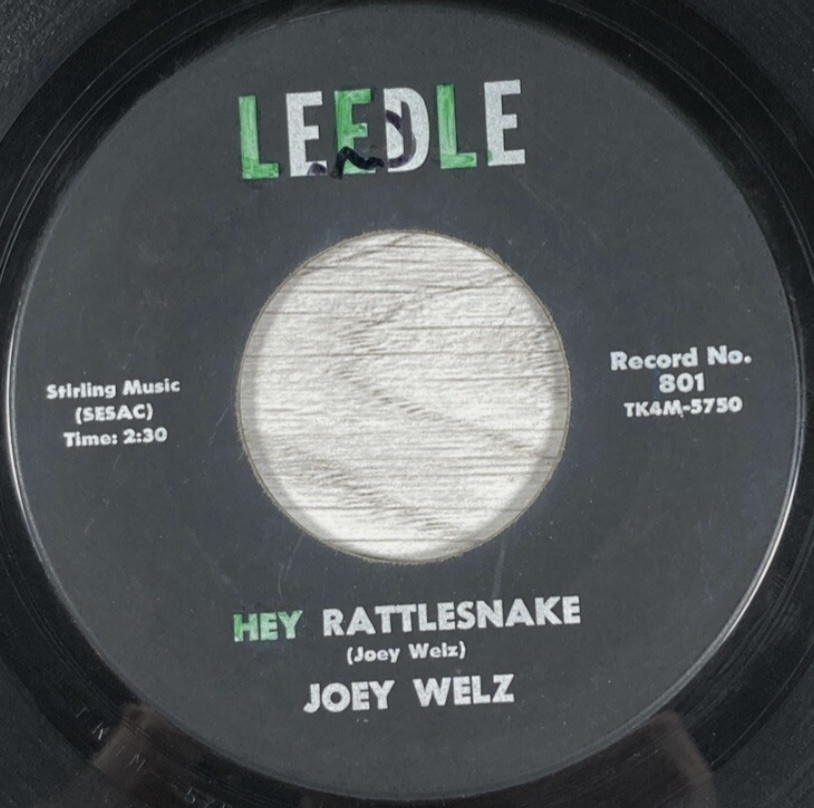 LEEDLE
Stirling Music
(SESAC)
Time: 2:30
Record No.
801
TK4M-5750
HEY RATTLESNAKE
(Joey Welz)
JOEY WELZ